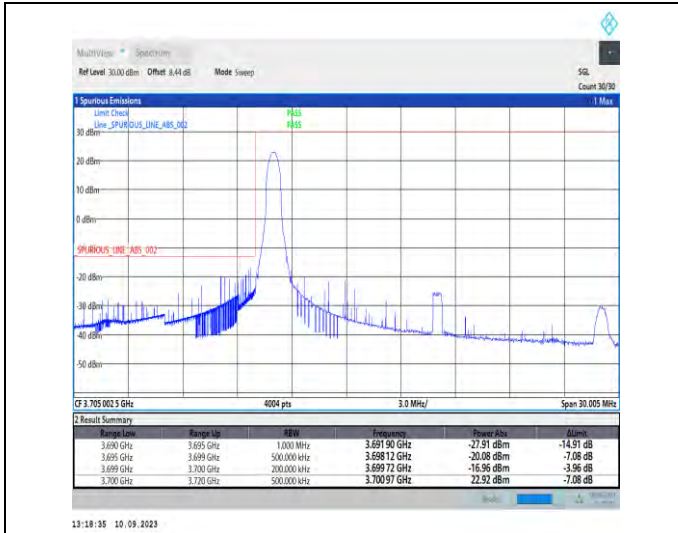 MultiView Spectrum
Ref Level 30.00 dBm Offset 8.44 dB Mode Sweep SGL
Count 30/30
1 Spurious Emissions 1 Max
Limit Check PASS
Line _SPURIOUS_LINE_ABS_002 PASS
30 dBm
20 dBm
10 dBm
0 dBm
SPURIOUS_LINE_ABS_002
-20 dBm
-30 dBm
-40 dBm
-50 dBm
CF 3.705 002 5 GHz 4004 pts 3.0 MHz/ Span 30.005 MHz
2 Result Summary
Range Low Range Up RBW Frequency Power Abs ΔLimit
3.690 GHz 3.695 GHz 1.000 MHz 3.691 90 GHz -27.91 dBm -14.91 dB
3.695 GHz 3.699 GHz 500.000 kHz 3.698 12 GHz -20.08 dBm -7.08 dB
3.699 GHz 3.700 GHz 200.000 kHz 3.699 72 GHz -16.96 dBm -3.96 dB
3.700 GHz 3.720 GHz 500.000 kHz 3.700 97 GHz 22.92 dBm -7.08 dB
13:18:35 10.09.2023